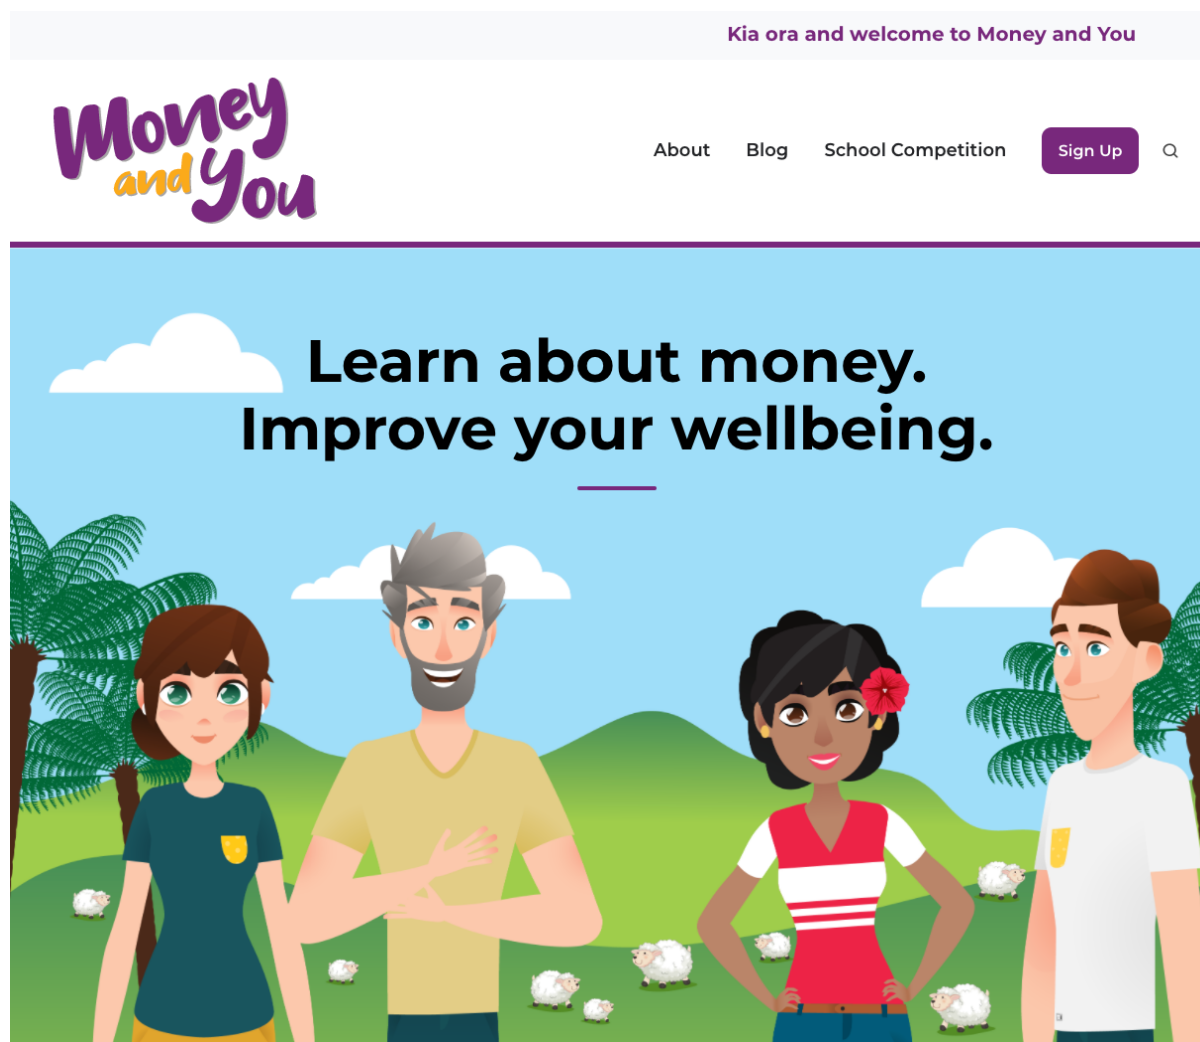 Kia ora and welcome to Money and You
Money
and You
About Blog School Competition Sign Up
Learn about money.
Improve your wellbeing.